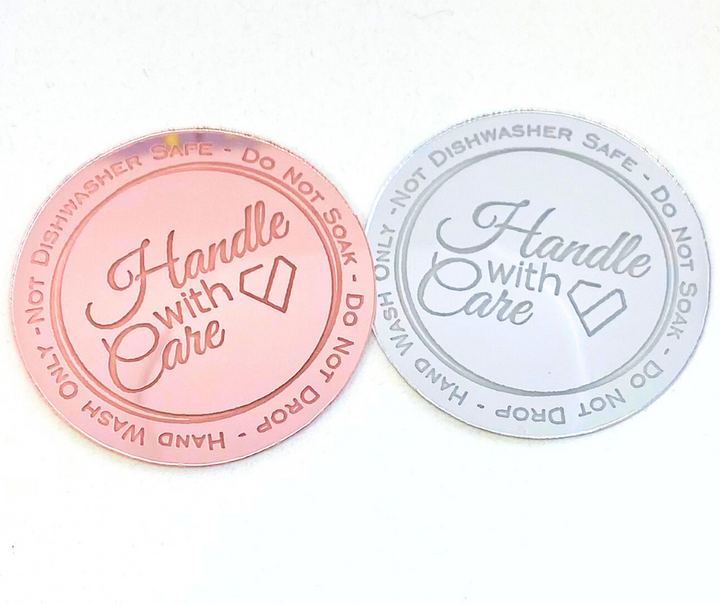 -Not Dishwasher Safe - Do Not Soak - Do Not Drop - Hand Wash Only
Handle
with
Care
-Not Dishwasher Safe - Do Not Soak - Do Not Drop - Hand Wash Only
Handle
with
Care